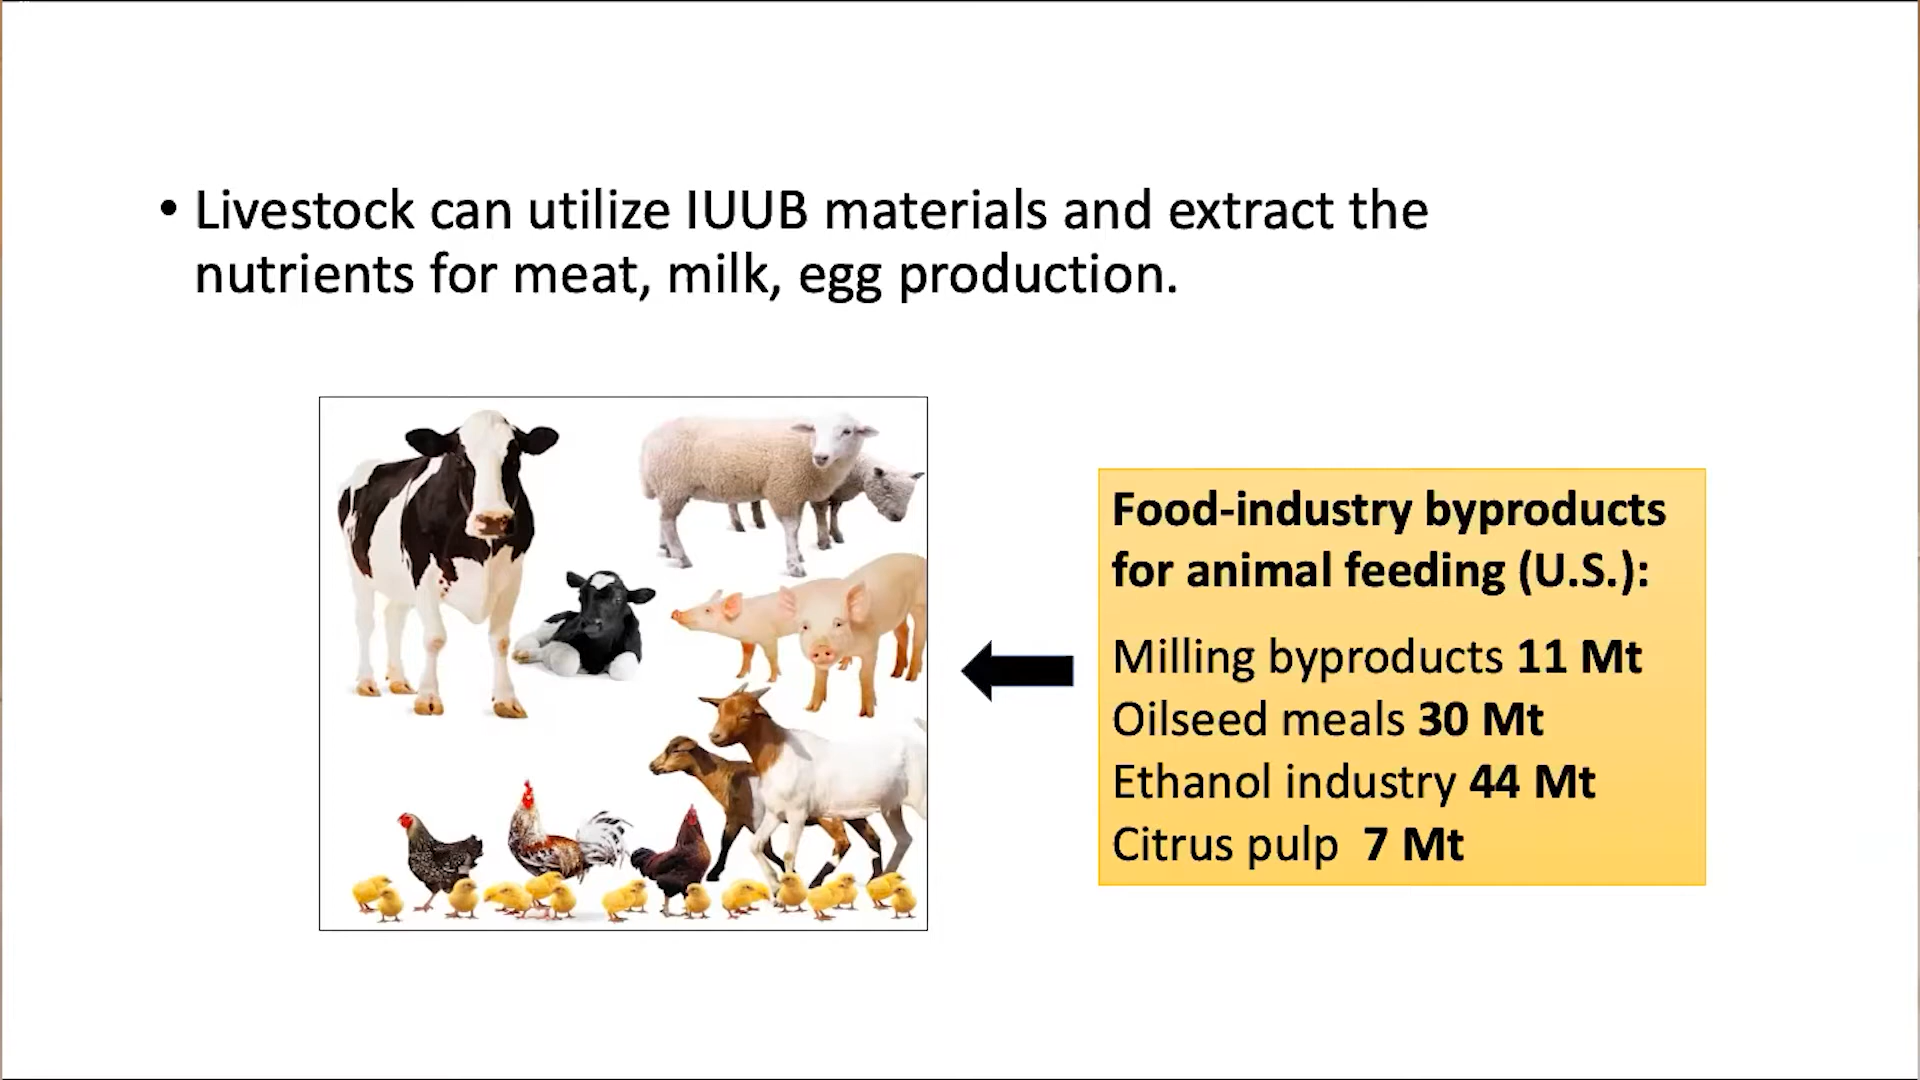 • Livestock can utilize IUUB materials and extract the
nutrients for meat, milk, egg production.
Food-industry byproducts
for animal feeding (U.S.):
Milling byproducts 11 Mt
Oilseed meals 30 Mt
Ethanol industry 44 Mt
Citrus pulp 7 Mt